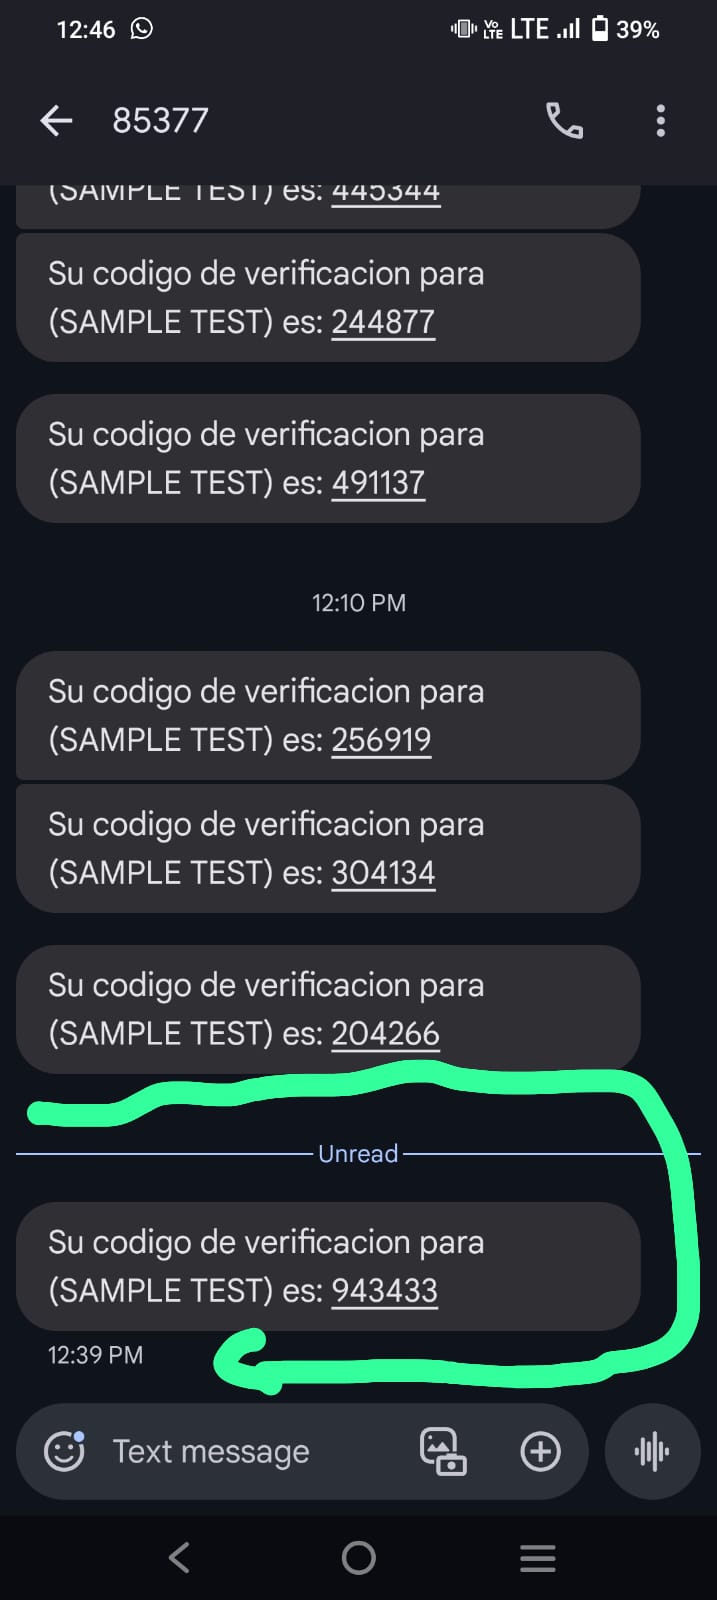 12:46
Vo
LTE LTE 39%
85377
(SAMPLE TEST) es: 445344
Su codigo de verificacion para
(SAMPLE TEST) es: 244877
Su codigo de verificacion para
(SAMPLE TEST) es: 491137
12:10 PM
Su codigo de verificacion para
(SAMPLE TEST) es: 256919
Su codigo de verificacion para
(SAMPLE TEST) es: 304134
Su codigo de verificacion para
(SAMPLE TEST) es: 204266
Unread
Su codigo de verificacion para
(SAMPLE TEST) es: 943433
12:39 PM
Text message